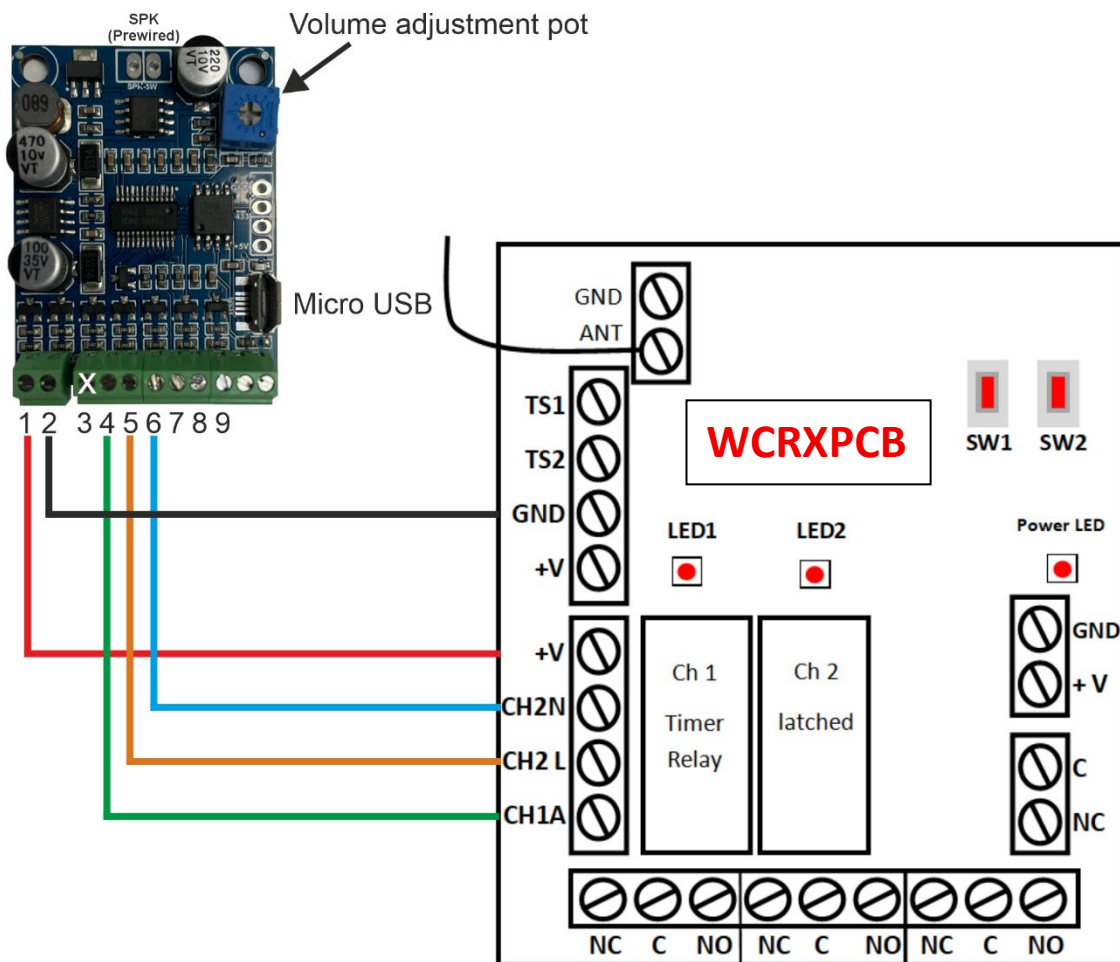 SPK
(Prewired)
Volume adjustment pot
SPK-5W
220
10V
VT
470
10v
VT
100
35V
VT
433
+5V
Micro USB
X
1 2 3 4 5 6 7 8 9
GND
ANT
TS1
TS2
GND
+V
WCRXPCB
SW1 SW2
LED1 LED2
Power LED
+V
CH2N
CH2 L
CH1A
Ch 1
Timer
Relay
Ch 2
latched
GND
+ V
C
NC
NC C NO NC C NO NC C NO